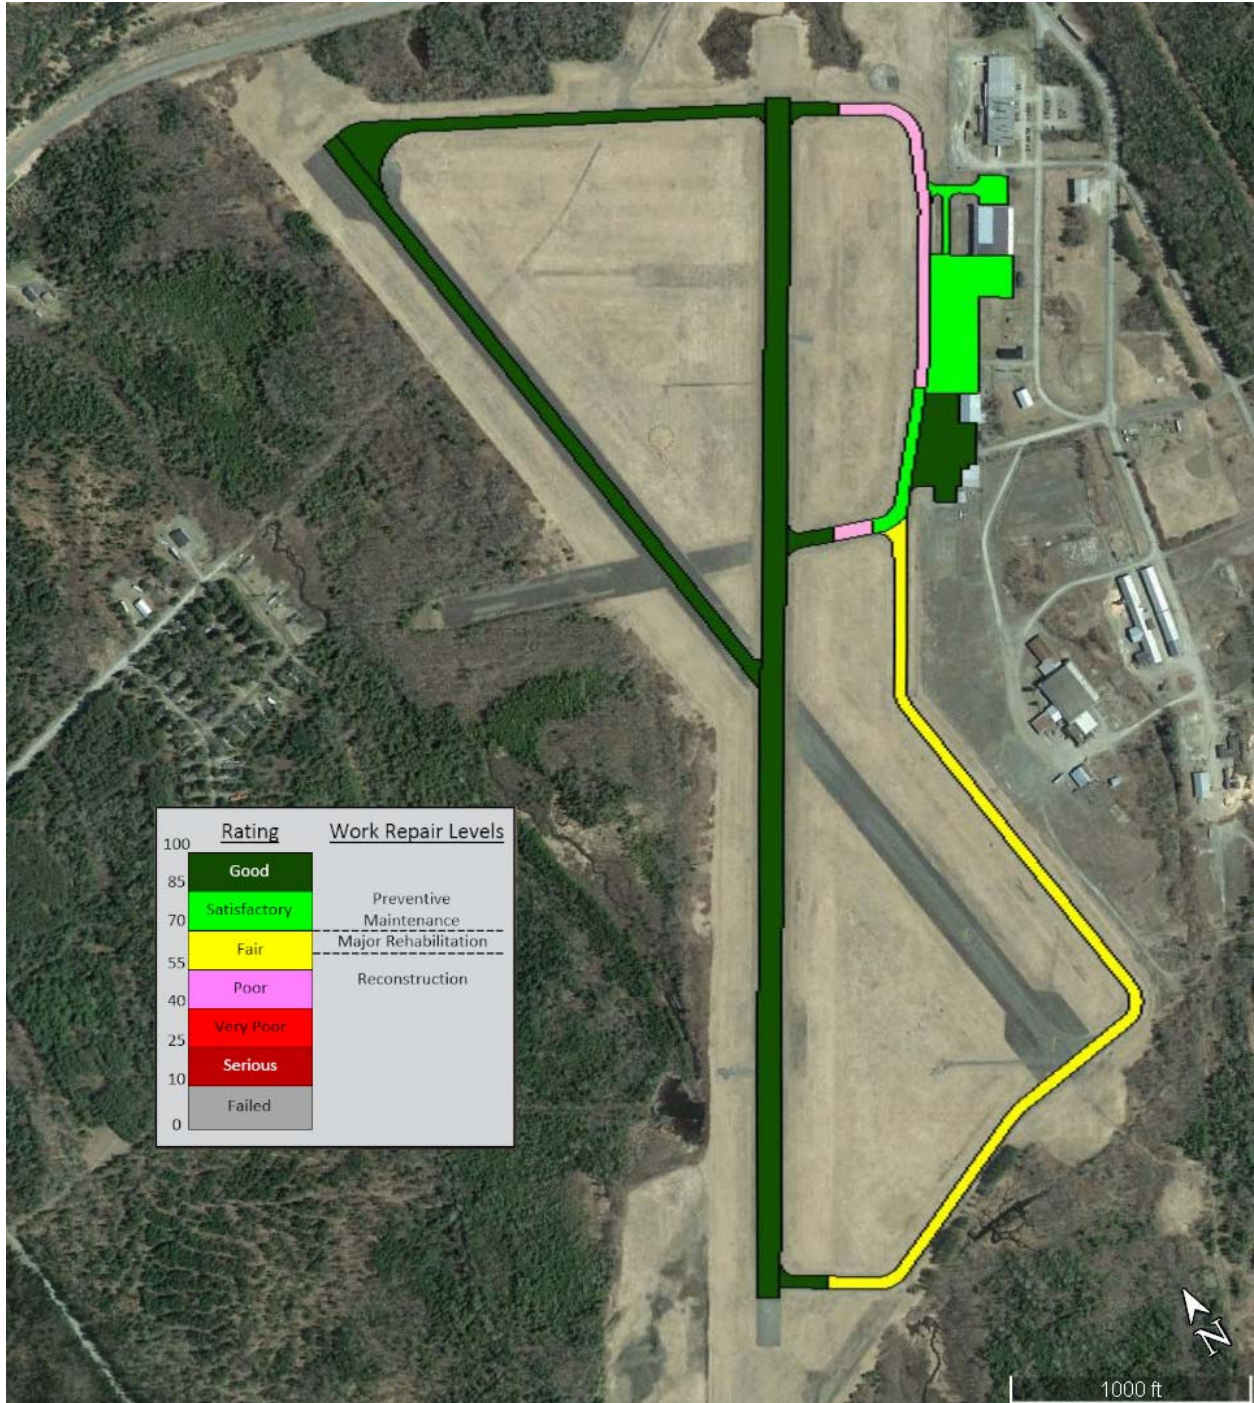 Rating Work Repair Levels
100
Good
85
Satisfactory
Preventive
Maintenance
70
Fair
Major Rehabilitation
55
Poor
Reconstruction
40
Very Poor
25
Serious
10
Failed
0
N
1000 ft